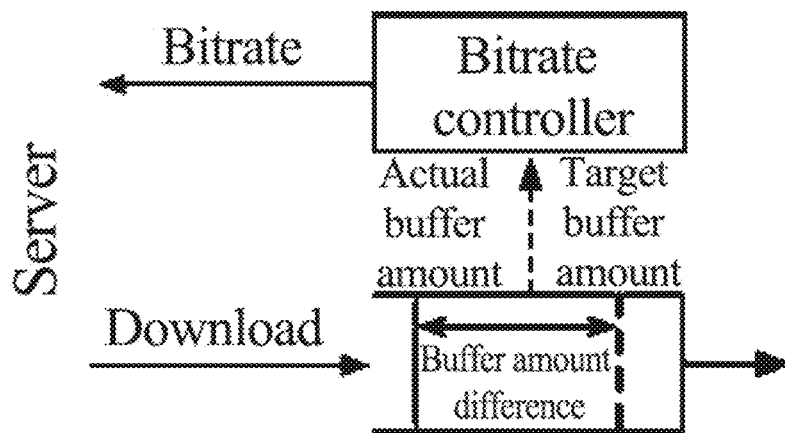 Bitrate
Bitrate
controller
Server
Actual
buffer
amount
Target
buffer
amount
Download
Buffer amount
difference